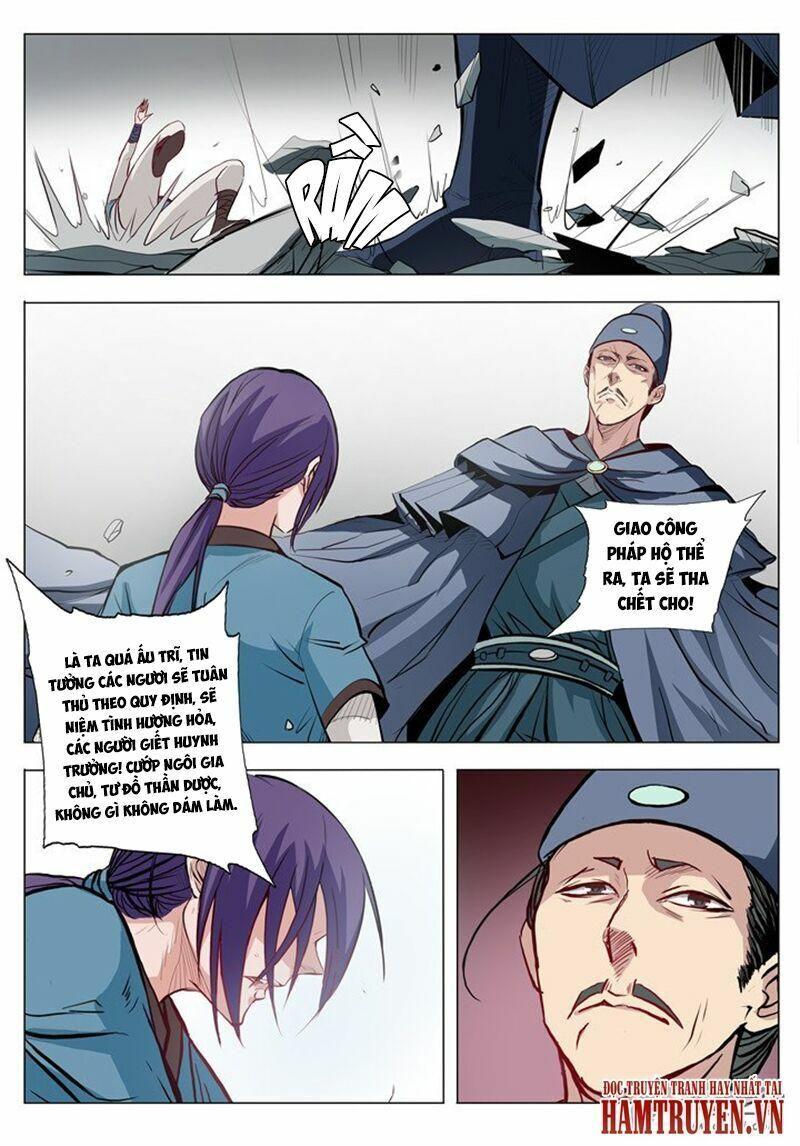 RẦM
GIAO CÔNG
PHÁP HỘ THỂ
RA, TA SẼ THA
CHẾT CHO!
LÀ TA QUÁ ẤU TRĨ, TIN
TƯỜNG CÁC NGƯƠI SẼ TUÂN
THỦ THEO QUY ĐỊNH, SẼ
NIỆM TÌNH HƯƠNG HỎA,
CÁC NGƯƠI GIẾT HUYNH
TRƯỞNG! CƯỚP NGÔI GIA
CHỦ, TƯ ĐỒ THẦN DƯỢC,
KHÔNG GÌ KHÔNG DÁM LÀM.
ĐỌC TRUYỆN TRANH HAY NHẤT TẠI
HAMTRUYEN.VN